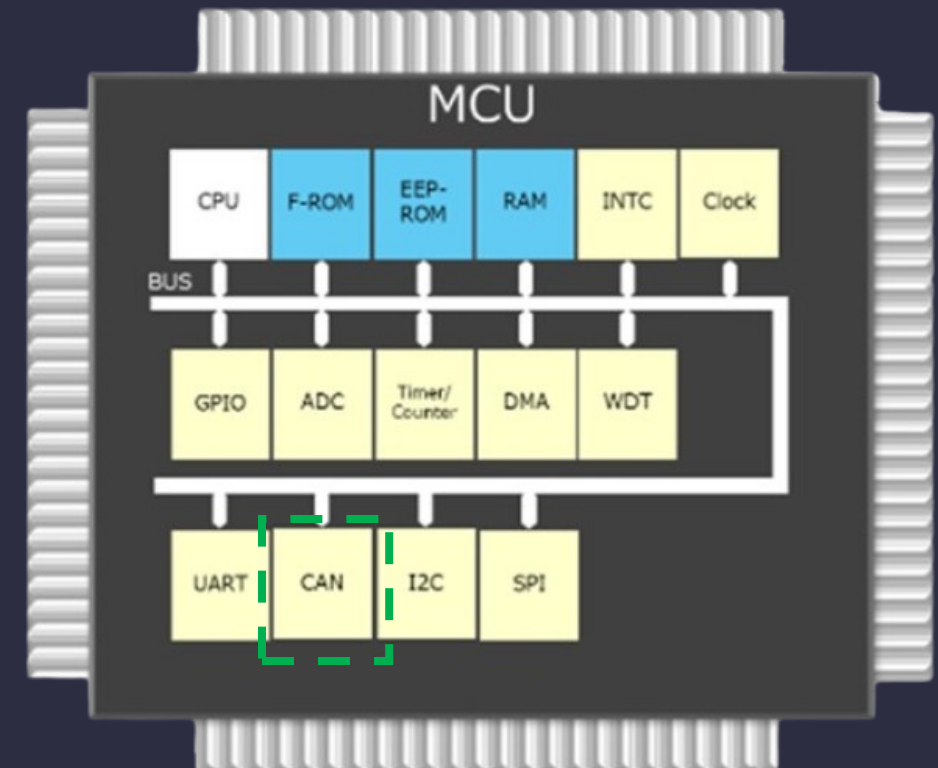 MCU
CPU
F-ROM
EEP-
ROM
RAM
INTC
Clock
BUS
GPIO
ADC
Timer/
Counter
DMA
WDT
UART
CAN
I2C
SPI